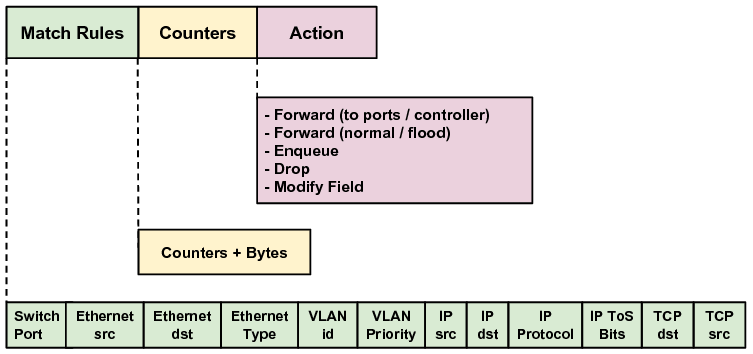 Match Rules
Counters
Action
- Forward (to ports / controller)
- Forward (normal / flood)
- Enqueue
- Drop
- Modify Field
Counters + Bytes
Switch
Port
Ethernet
src
Ethernet
dst
Ethernet
Type
VLAN
id
VLAN
Priority
IP
src
IP
dst
IP
Protocol
IP ToS
Bits
TCP
dst
TCP
src